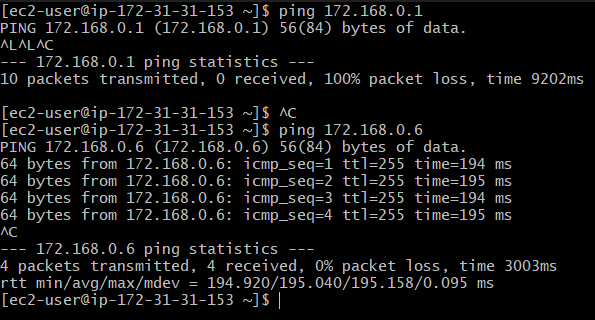 [ec2-user@ip-172-31-31-153 ~]$ ping 172.168.0.1
PING 172.168.0.1 (172.168.0.1) 56(84) bytes of data.
^L^L^C
--- 172.168.0.1 ping statistics ---
10 packets transmitted, 0 received, 100% packet loss, time 9202ms

[ec2-user@ip-172-31-31-153 ~]$ ^C
[ec2-user@ip-172-31-31-153 ~]$ ping 172.168.0.6
PING 172.168.0.6 (172.168.0.6) 56(84) bytes of data.
64 bytes from 172.168.0.6: icmp_seq=1 ttl=255 time=194 ms
64 bytes from 172.168.0.6: icmp_seq=2 ttl=255 time=195 ms
64 bytes from 172.168.0.6: icmp_seq=3 ttl=255 time=194 ms
64 bytes from 172.168.0.6: icmp_seq=4 ttl=255 time=195 ms
^C
--- 172.168.0.6 ping statistics ---
4 packets transmitted, 4 received, 0% packet loss, time 3003ms
rtt min/avg/max/mdev = 194.920/195.040/195.158/0.095 ms
[ec2-user@ip-172-31-31-153 ~]$